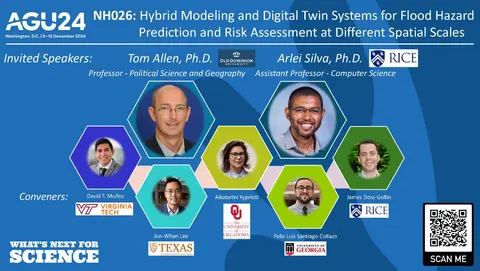 AGU24
Washington, D.C. | 9–13 December 2024
NH026: Hybrid Modeling and Digital Twin Systems for Flood Hazard
Prediction and Risk Assessment at Different Spatial Scales
Invited Speakers:
Tom Allen, Ph.D.
OLD DOMINION
UNIVERSITY
Arlei Silva, Ph.D.
RICE
Professor - Political Science and Geography
Assistant Professor - Computer Science
Conveners:
David F. Muñoz
VT VIRGINIA
TECH
Jun-Whan Lee
TEXAS
Aikaterini Kyprioti
The
UNIVERSITY
of OKLAHOMA
Felix Luis Santiago-Collazo
UNIVERSITY OF
GEORGIA
James Doss-Gollin
RICE
WHAT'S NEXT FOR
SCIENCE
SCAN ME